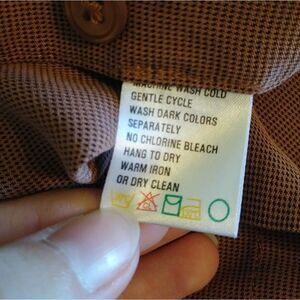 MACHINE WASH COLD
GENTLE CYCLE
WASH DARK COLORS
SEPARATELY
NO CHLORINE BLEACH
HANG TO DRY
WARM IRON
OR DRY CLEAN